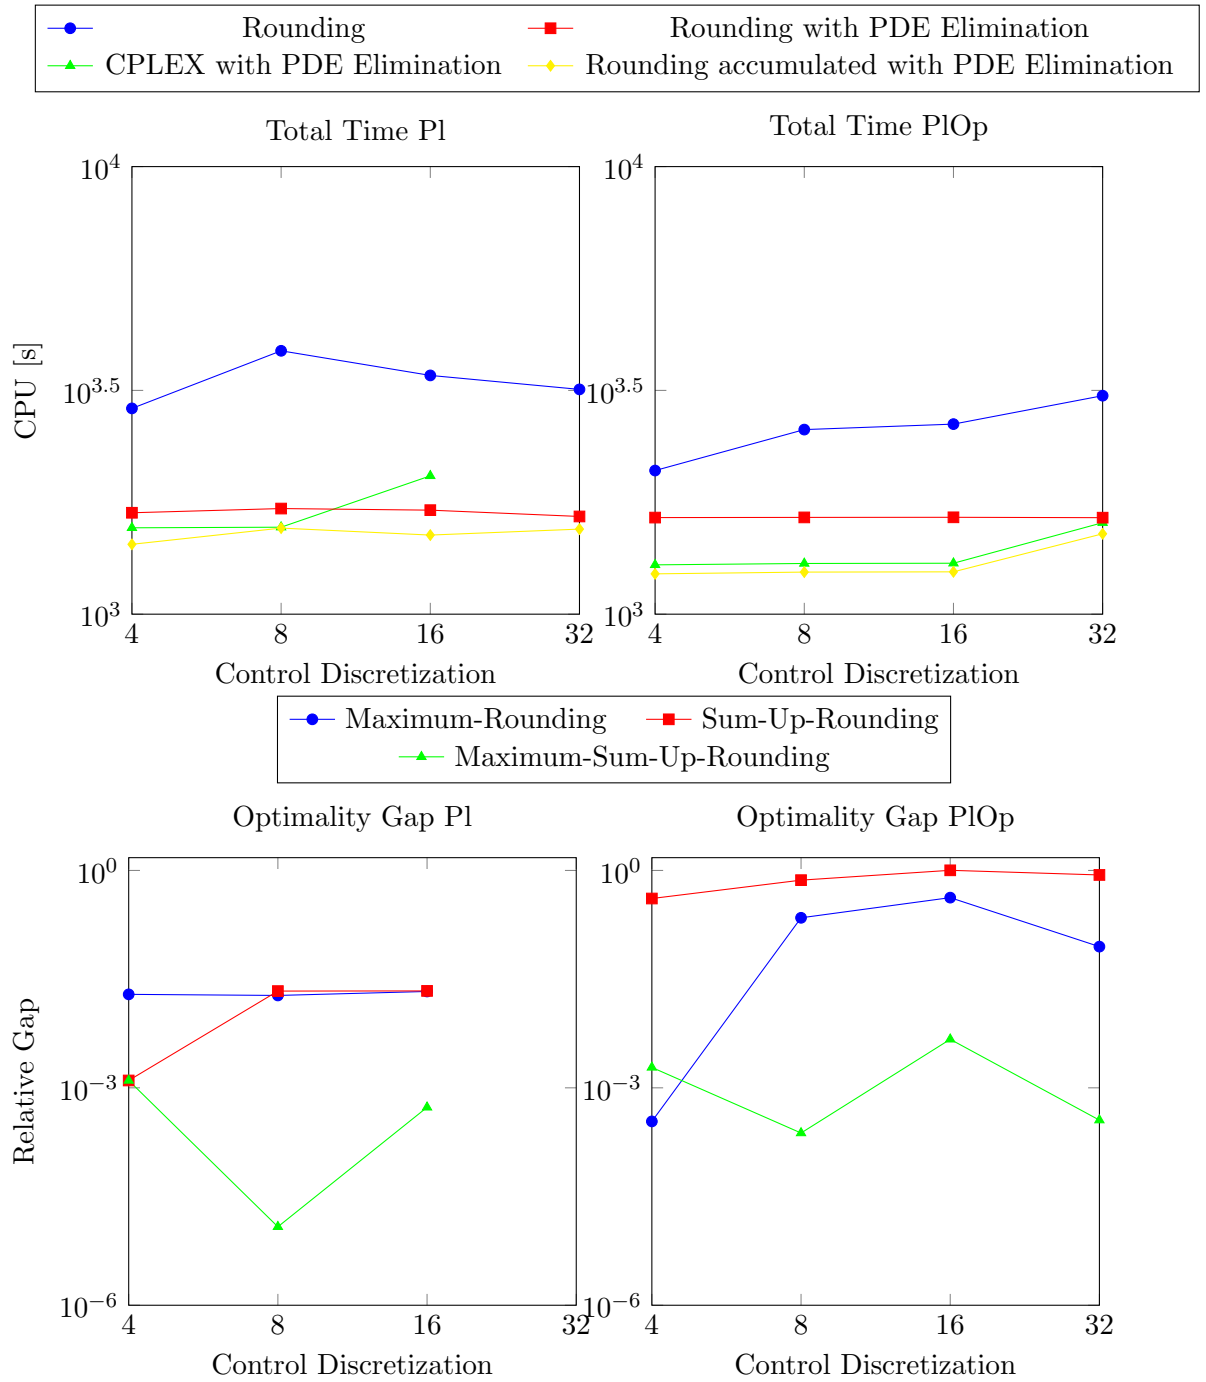 Rounding Rounding with PDE Elimination
CPLEX with PDE Elimination Rounding accumulated with PDE Elimination
Total Time Pl Total Time PlOp
10^4 10^4
10^3.5 10^3.5
10^3 10^3
CPU [s]
4 8 16 32 4 8 16 32
Control Discretization Control Discretization
Maximum-Rounding Sum-Up-Rounding
Maximum-Sum-Up-Rounding
Optimality Gap Pl Optimality Gap PlOp
10^0 10^0
10^−3 10^−3
10^−6 10^−6
Relative Gap
4 8 16 32 4 8 16 32
Control Discretization Control Discretization